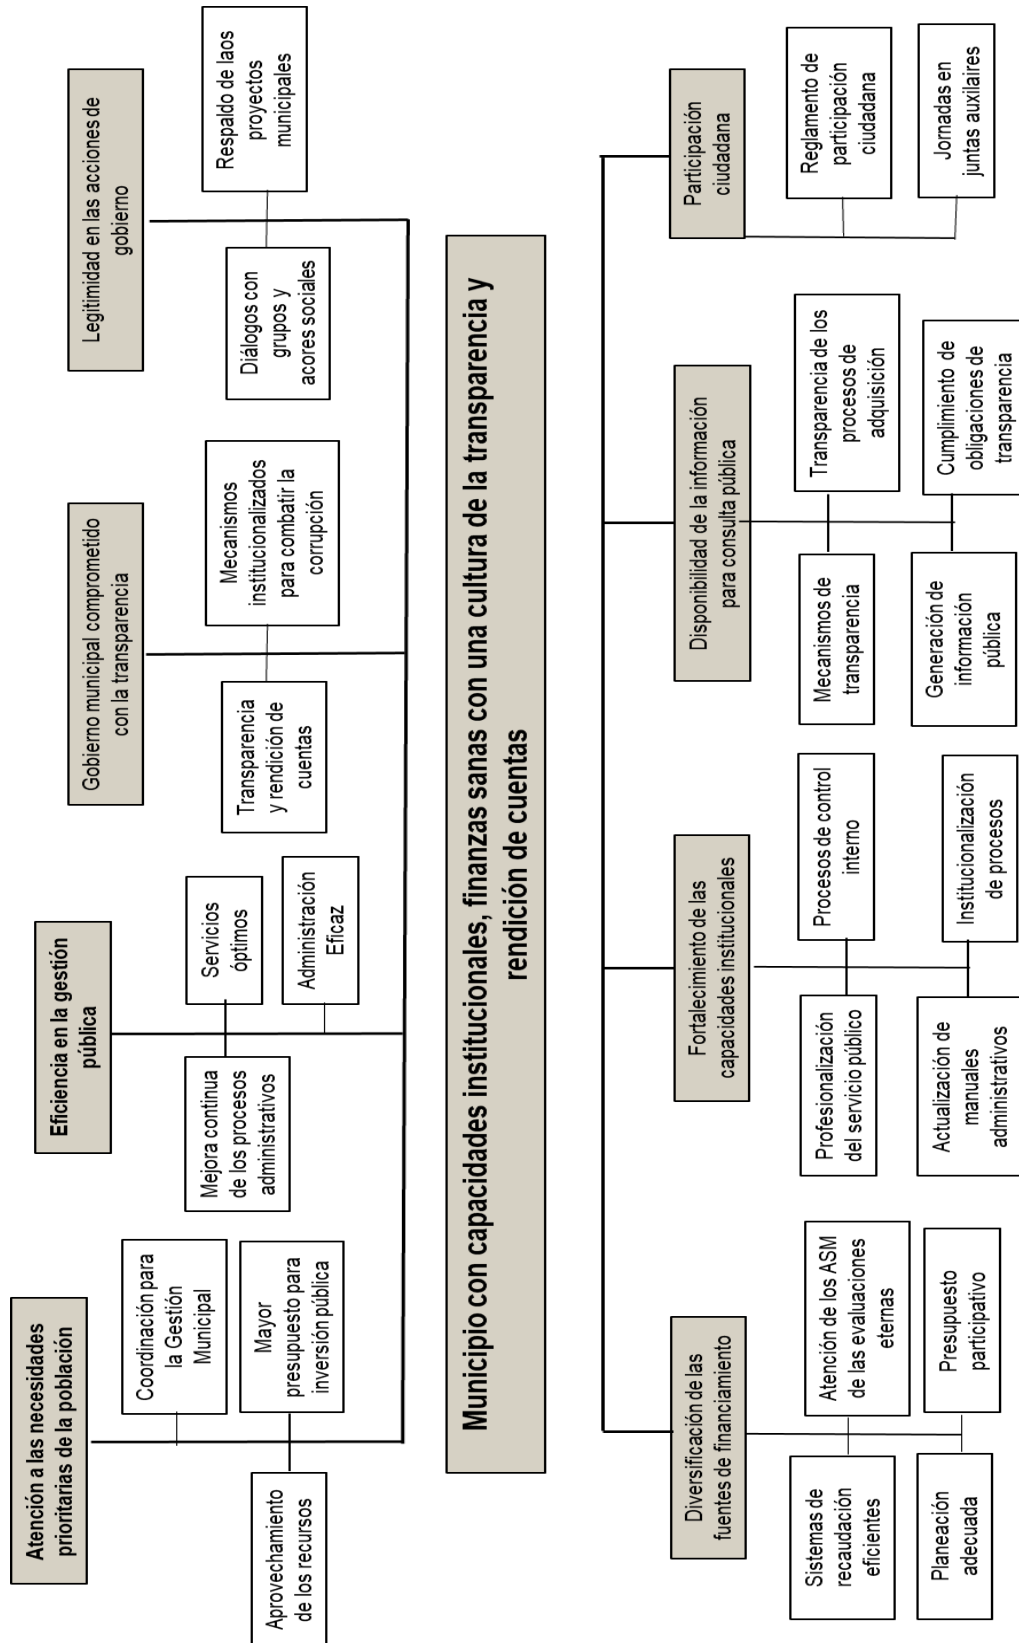 Atención a las necesidades
prioritarias de la población
Coordinación para
la Gestión
Municipal
Mayor
presupuesto para
inversión pública
Aprovechamiento
de los recursos
Eficiencia en la gestión
pública
Servicios
óptimos
Mejora continua
de los procesos
administrativos
Administración
Eficaz
Gobierno municipal comprometido
con la transparencia
Mecanismos
institucionalizados
para combatir la
corrupción
Transparencia
y rendición de
cuentas
Legitimidad en las acciones de
gobierno
Respaldo de laos
proyectos
municipales
Diálogos con
grupos y
acores sociales
Municipio con capacidades institucionales, finanzas sanas con una cultura de la transparencia y
rendición de cuentas
Diversificación de las
fuentes de financiamiento
Sistemas de
recaudación
eficientes
Atención de los ASM
de las evaluaciones
eternas
Planeación
adecuada
Presupuesto
participativo
Fortalecimiento de las
capacidades institucionales
Profesionalización
del servicio público
Procesos de control
interno
Actualización de
manuales
administrativos
Institucionalización
de procesos
Disponibilidad de la información
para consulta pública
Mecanismos de
transparencia
Transparencia de los
procesos de
adquisición
Generación de
información
pública
Cumplimiento de
obligaciones de
transparencia
Participación
ciudadana
Reglamento de
participación
ciudadana
Jornadas en
juntas auxiliares